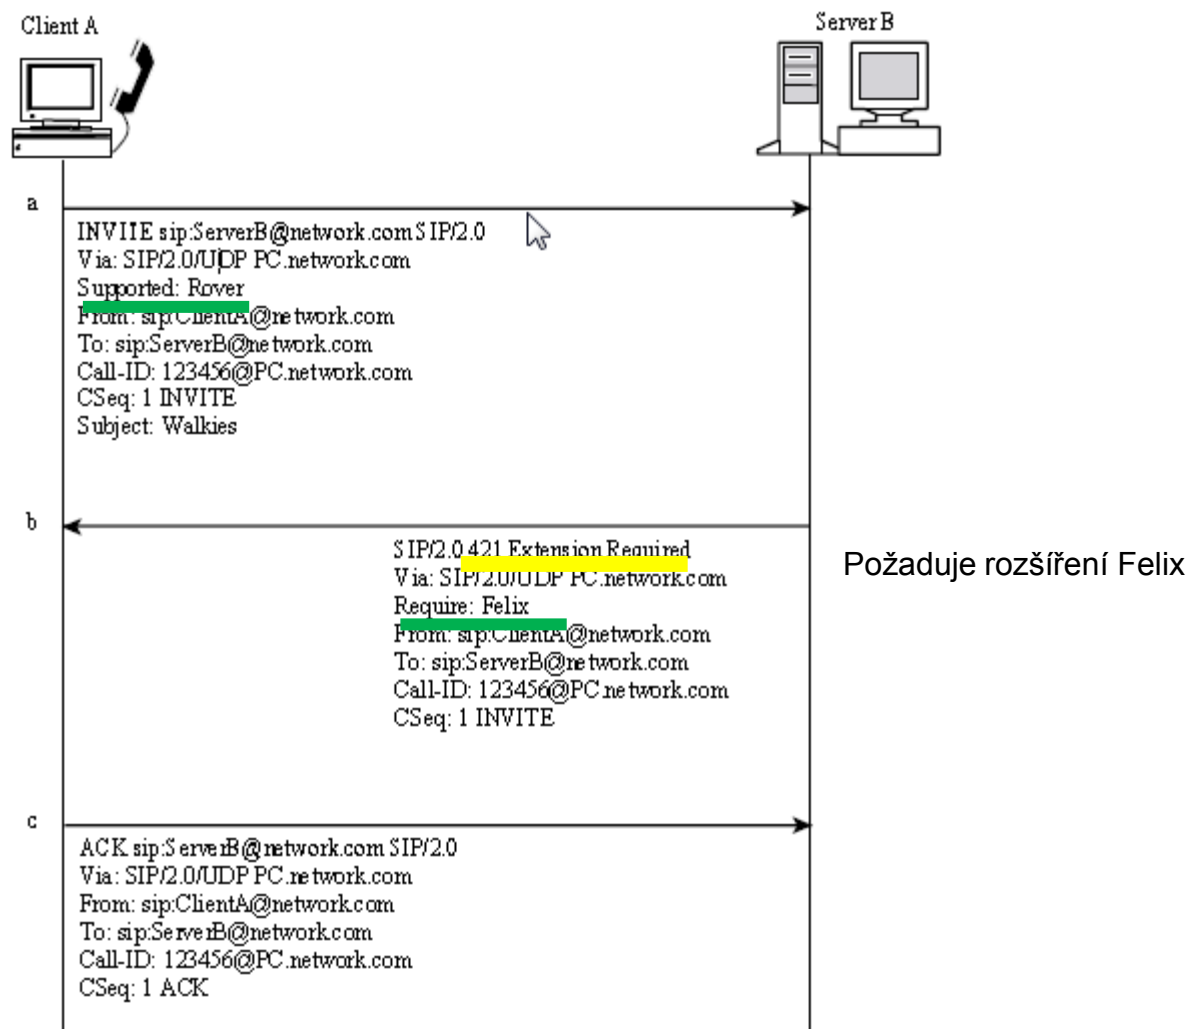 Client A
Server B
a
INVITE sip:ServerB@network.com SIP/2.0
Via: SIP/2.0/UDP PC.network.com
Supported: Rover
From: sip:ClientA@network.com
To: sip:ServerB@network.com
Call-ID: 123456@PC.network.com
CSeq: 1 INVITE
Subject: Walkies
b
SIP/2.0 421 Extension Required
Via: SIP/2.0/UDP PC.network.com
Require: Felix
From: sip:ClientA@network.com
To: sip:ServerB@network.com
Call-ID: 123456@PC.network.com
CSeq: 1 INVITE
Požaduje rozšíření Felix
c
ACK sip:ServerB@network.com SIP/2.0
Via: SIP/2.0/UDP PC.network.com
From: sip:ClientA@network.com
To: sip:ServerB@network.com
Call-ID: 123456@PC.network.com
CSeq: 1 ACK